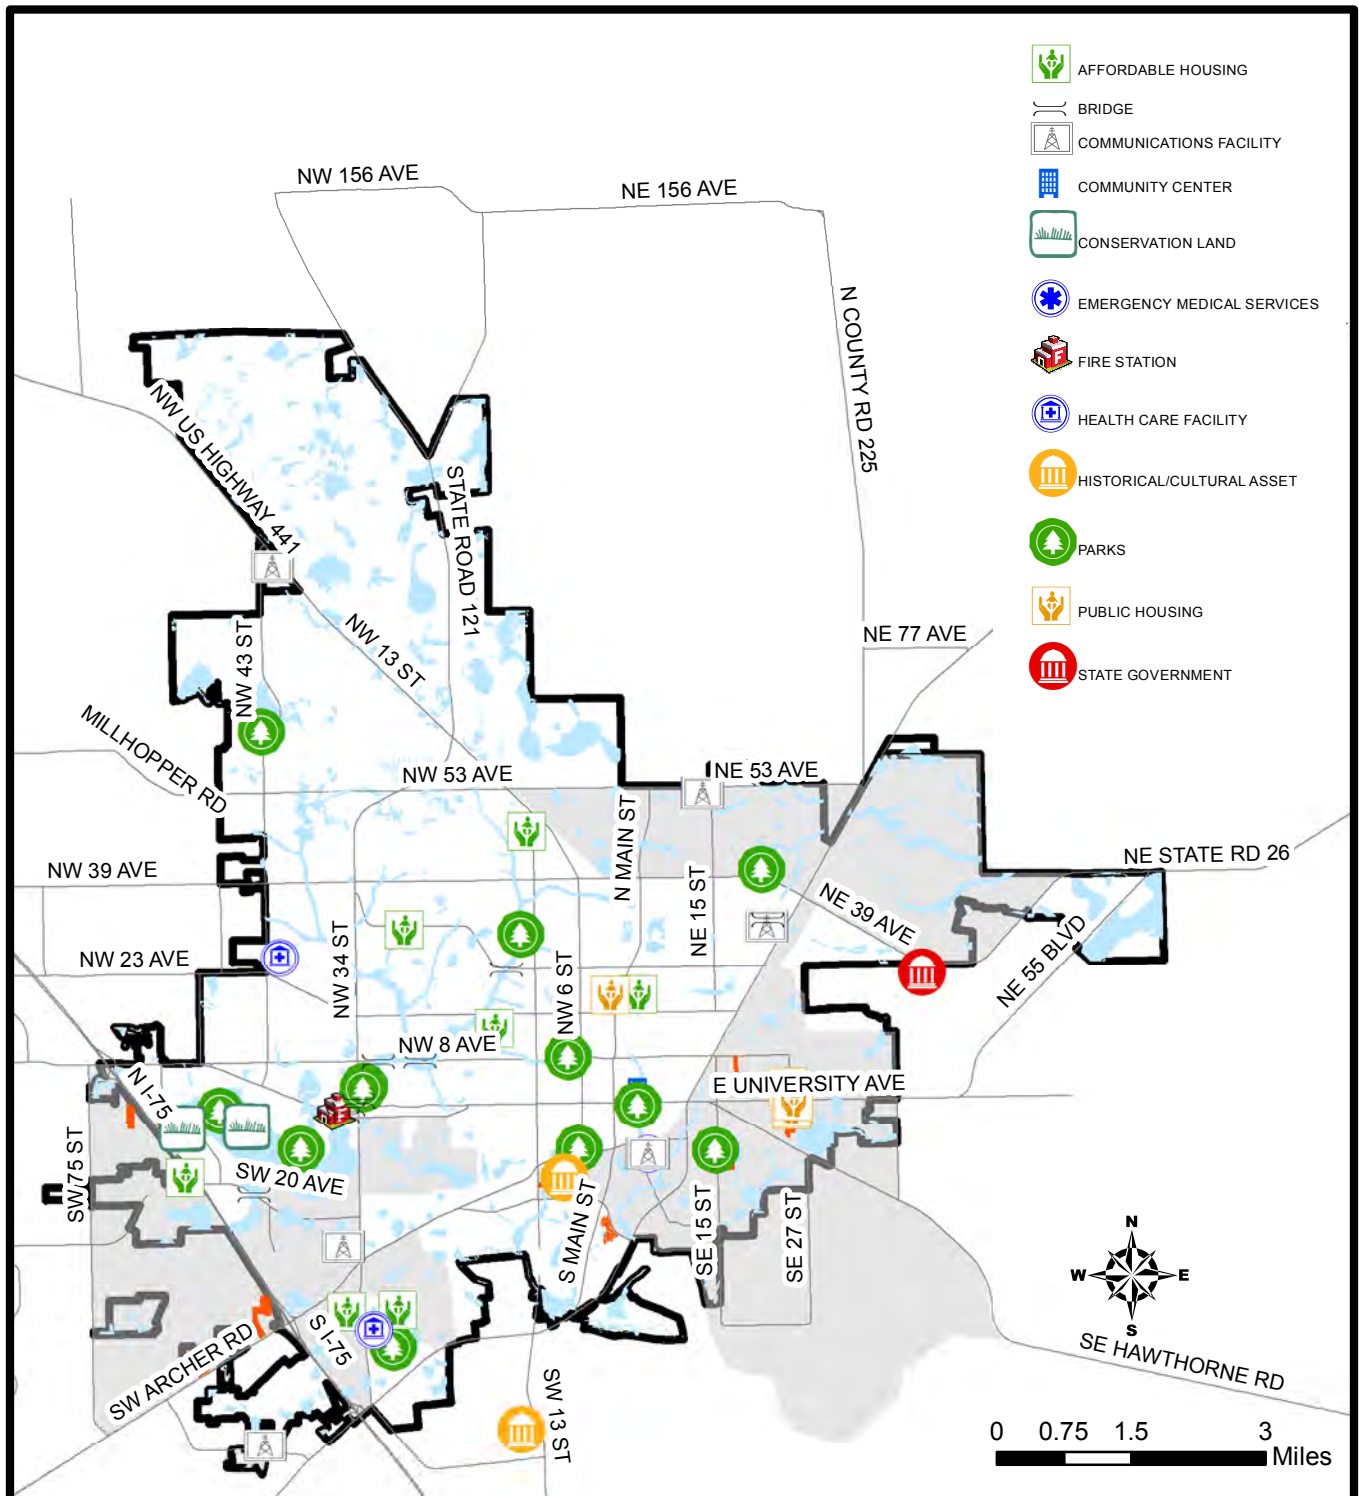 AFFORDABLE HOUSING
BRIDGE
COMMUNICATIONS FACILITY
COMMUNITY CENTER
CONSERVATION LAND
EMERGENCY MEDICAL SERVICES
FIRE STATION
HEALTH CARE FACILITY
HISTORICAL/CULTURAL ASSET
PARKS
PUBLIC HOUSING
STATE GOVERNMENT
NW 156 AVE
NE 156 AVE
N COUNTY RD 225
NW US HIGHWAY 441
STATE ROAD 121
NW 13 ST
NW 43 ST
NE 77 AVE
MILLHOPPER RD
NW 53 AVE
NE 53 AVE
N MAIN ST
NE STATE RD 26
NW 39 AVE
NE 15 ST
NE 39 AVE
NW 34 ST
NW 23 AVE
NW 6 ST
NE 55 BLVD
NW 8 AVE
N I-75
E UNIVERSITY AVE
SW 75 ST
SW 20 AVE
S MAIN ST
SE 15 ST
SE 27 ST
S I-75
SW ARCHER RD
SW 13 ST
SE HAWTHORNE RD
N
W E
S
0 0.75 1.5 3
Miles
F
F